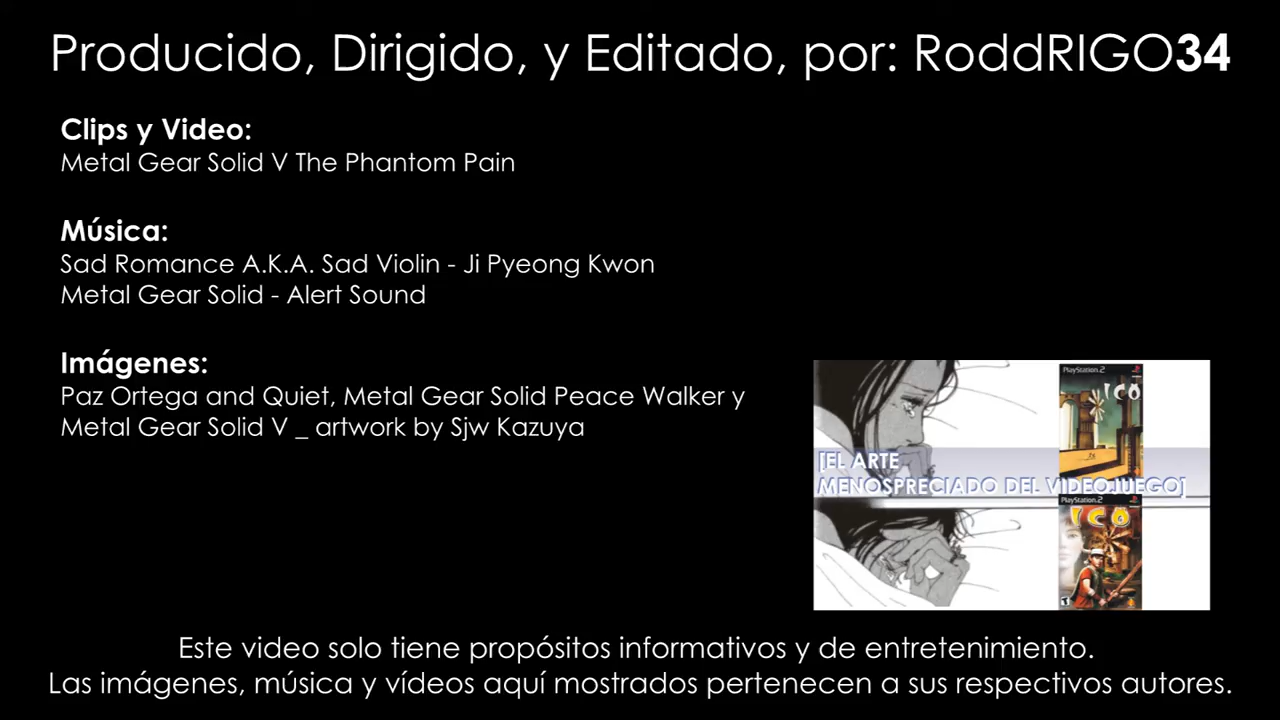 Producido, Dirigido, y Editado, por: RoddRIGO34
Clips y Video:
Metal Gear Solid V The Phantom Pain
Música:
Sad Romance A.K.A. Sad Violin - Ji Pyeong Kwon
Metal Gear Solid - Alert Sound
Imágenes:
Paz Ortega and Quiet, Metal Gear Solid Peace Walker y
Metal Gear Solid V _ artwork by Sjw Kazuya
PlayStation.2
ICO
[EL ARTE
MENOSPRECIADO DEL VIDEOJUEGO]
PlayStation.2
ICO
Este video solo tiene propósitos informativos y de entretenimiento.
Las imágenes, música y vídeos aquí mostrados pertenecen a sus respectivos autores.